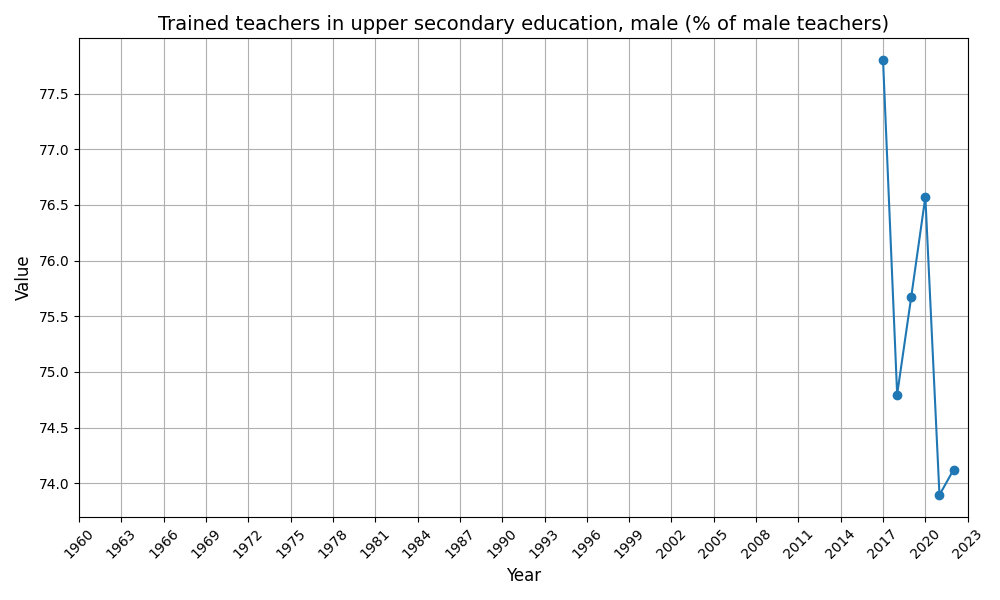 Trained teachers in upper secondary education, male (% of male teachers)
Value
77.5
77.0
76.5
76.0
75.5
75.0
74.5
74.0
1960 1963 1966 1969 1972 1975 1978 1981 1984 1987 1990 1993 1996 1999 2002 2005 2008 2011 2014 2017 2020 2023
Year